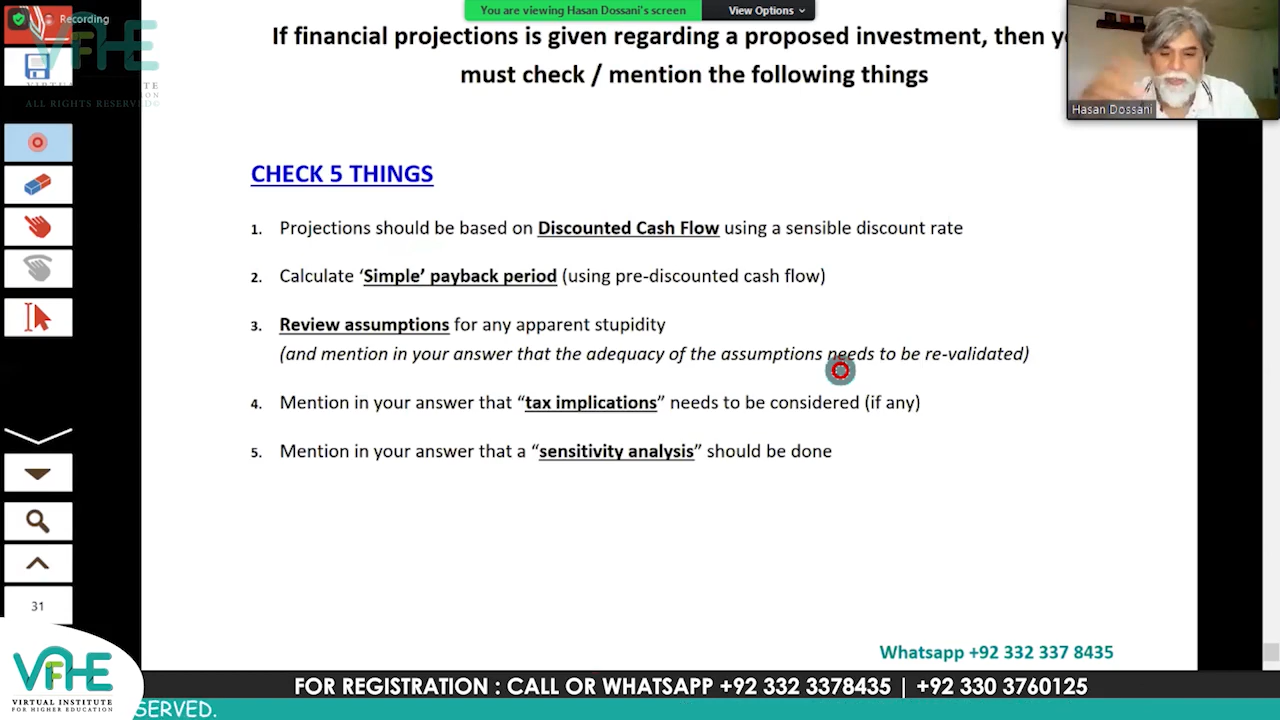 Recording
You are viewing Hasan Dossani's screen
View Options
If financial projections is given regarding a proposed investment, then
must check / mention the following things
Hasan Dossani
VFHE
ALL RIGHTS RESERVED©
CHECK 5 THINGS
1. Projections should be based on Discounted Cash Flow using a sensible discount rate
2. Calculate ‘Simple’ payback period (using pre-discounted cash flow)
3. Review assumptions for any apparent stupidity
(and mention in your answer that the adequacy of the assumptions needs to be re-validated)
4. Mention in your answer that “tax implications” needs to be considered (if any)
5. Mention in your answer that a “sensitivity analysis” should be done
31
Whatsapp +92 332 337 8435
VFHE
VIRTUAL INSTITUTE
FOR HIGHER EDUCATION
FOR REGISTRATION : CALL OR WHATSAPP +92 332 3378435 | +92 330 3760125
SERVED.